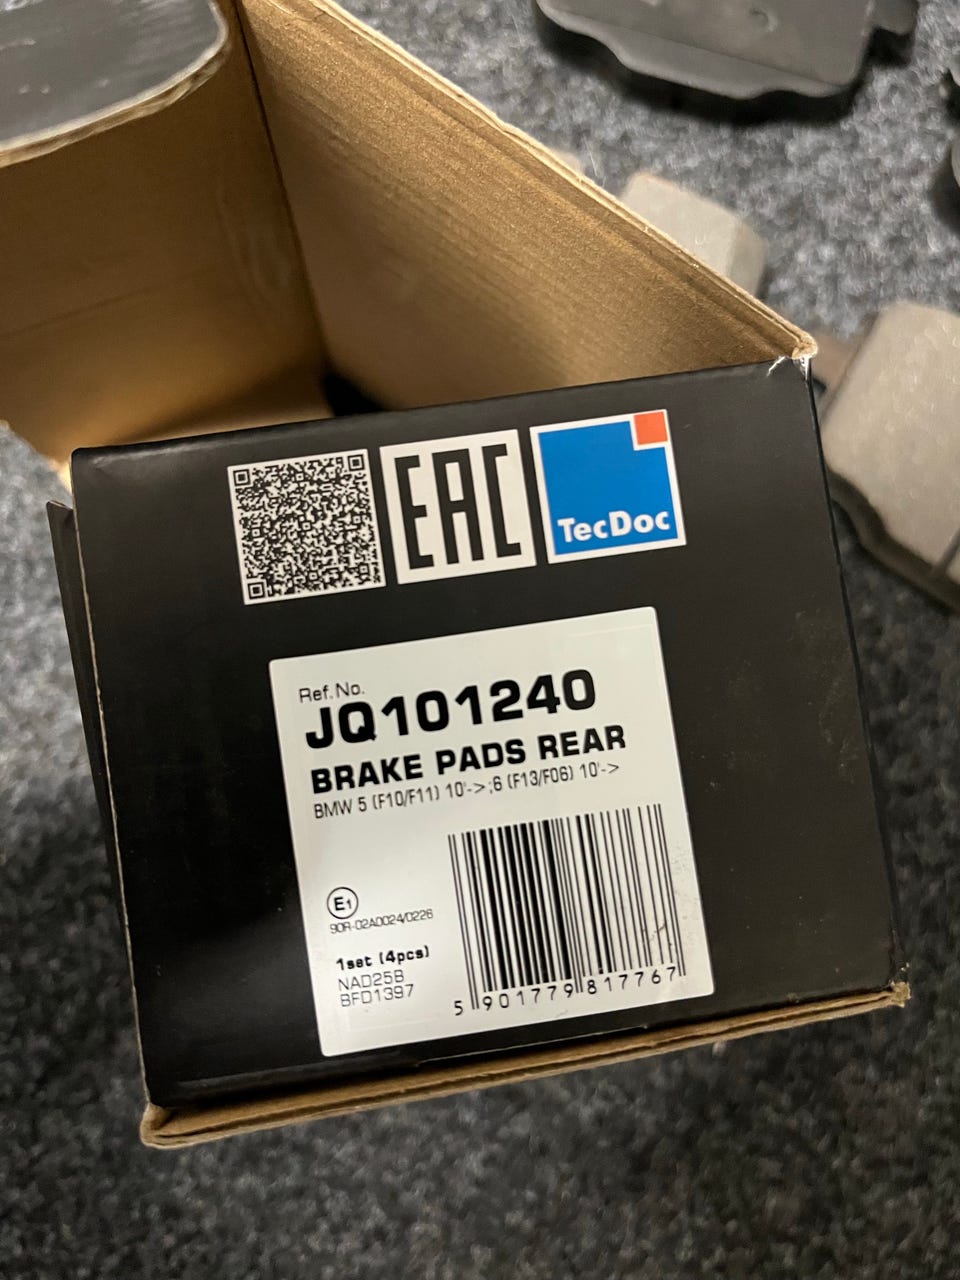 EAC
TecDoc
Ref.No.
JQ101240
BRAKE PADS REAR
BMW 5 (F10/F11) 10'->;6 (F13/F06) 10'->
E1
90R-02A0024/0226
1set (4pcs)
NAD25B
BFD1397
5 901779 817767